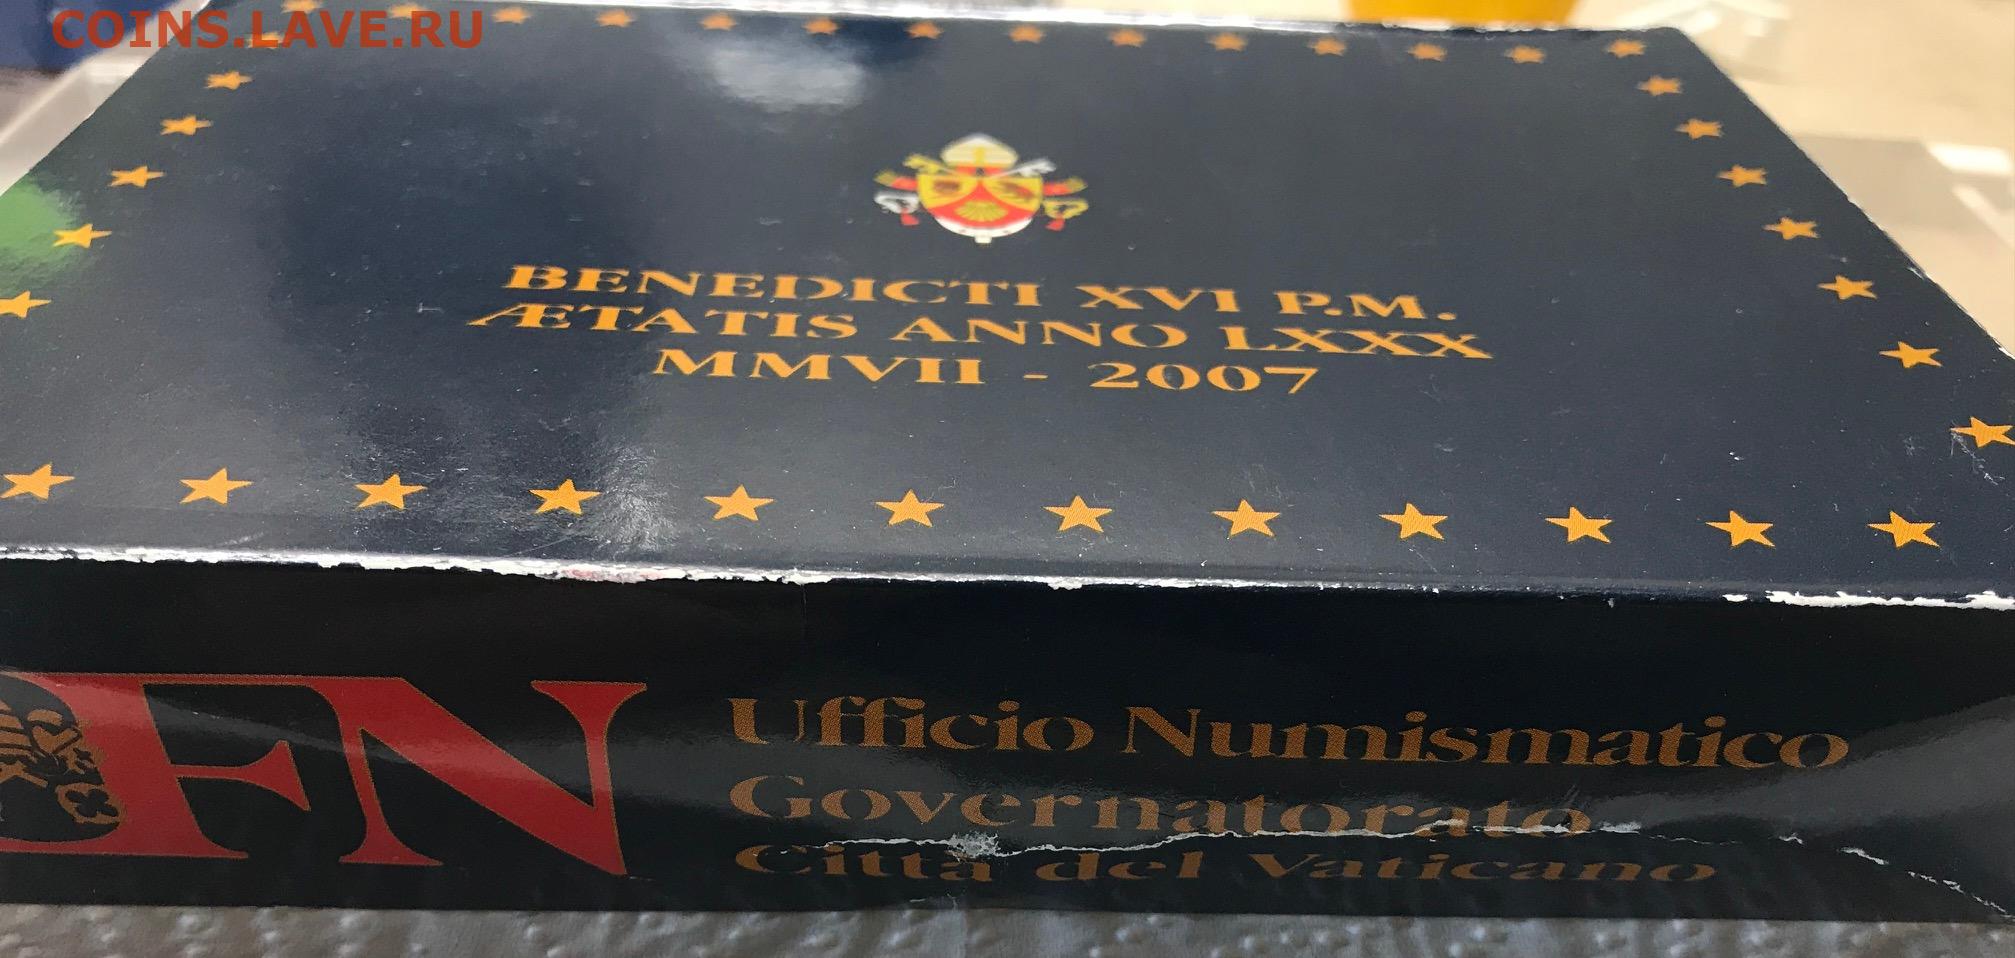 COINS.LAVE.RU
BENEDICTI XVI P.M.
ÆTATIS ANNO LXXX
MMVII - 2007
FN
Ufficio Numismatico
Governatorato
Città del Vaticano